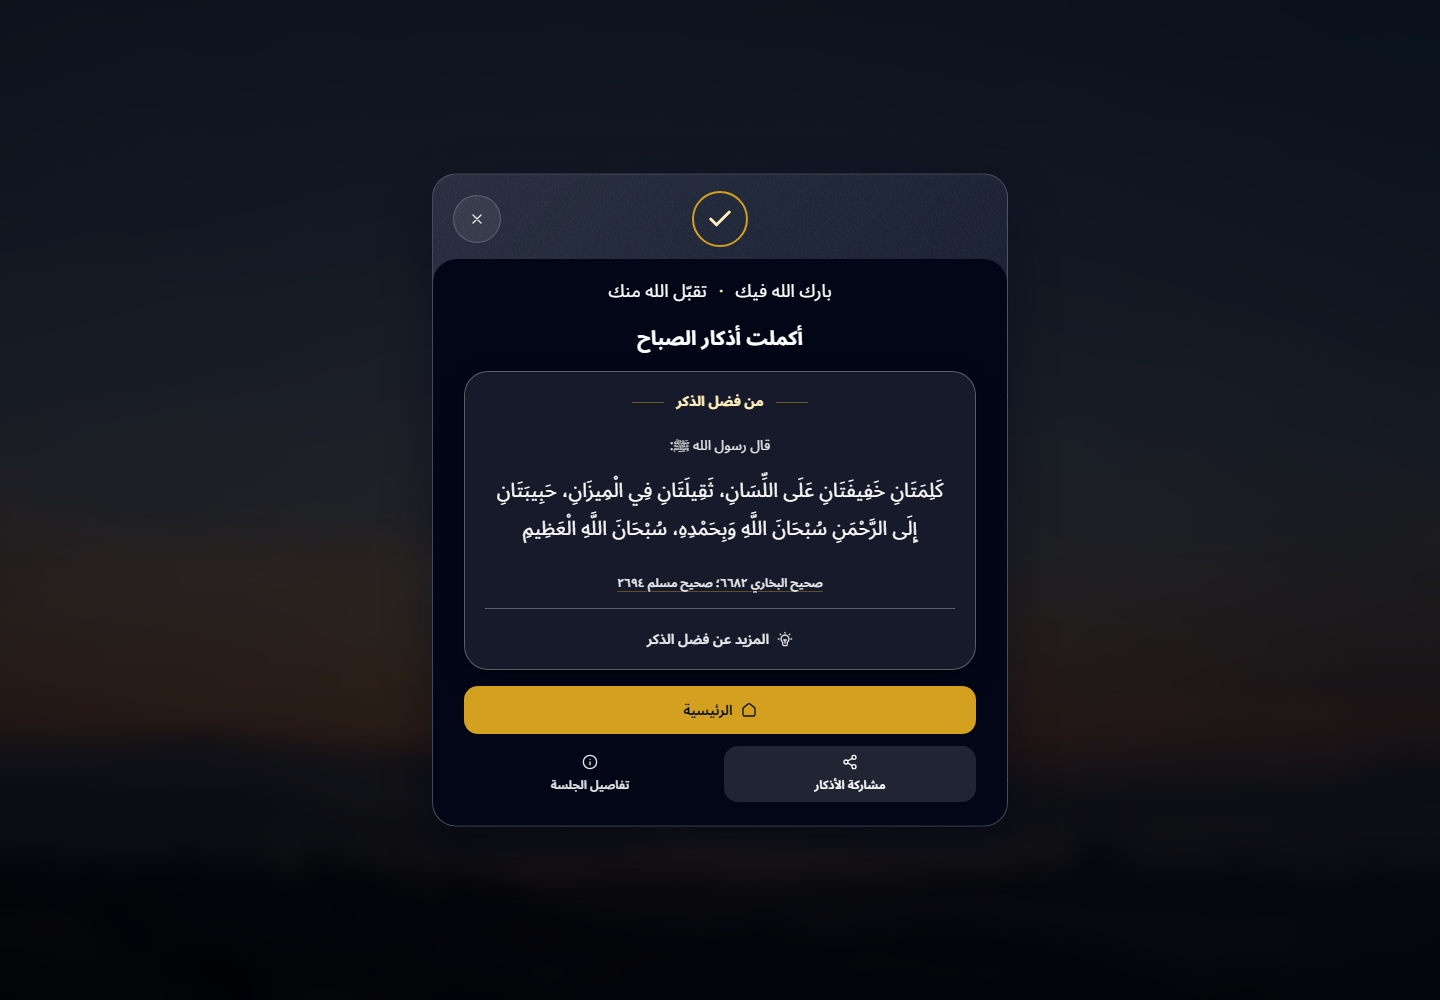 بارك الله فيك · تقبّل الله منك
أكملت أذكار الصباح
من فضل الذكر
قال رسول الله ﷺ:
كَلِمَتَانِ خَفِيفَتَانِ عَلَى اللِّسَانِ، ثَقِيلَتَانِ فِي الْمِيزَانِ، حَبِيبَتَانِ
إِلَى الرَّحْمَنِ سُبْحَانَ اللَّهِ وَبِحَمْدِهِ، سُبْحَانَ اللَّهِ الْعَظِيمِ
صحيح البخاري ٦٦٨٢؛ صحيح مسلم ٢٦٩٤
المزيد عن فضل الذكر
الرئيسية
مشاركة الأذكار
تفاصيل الجلسة